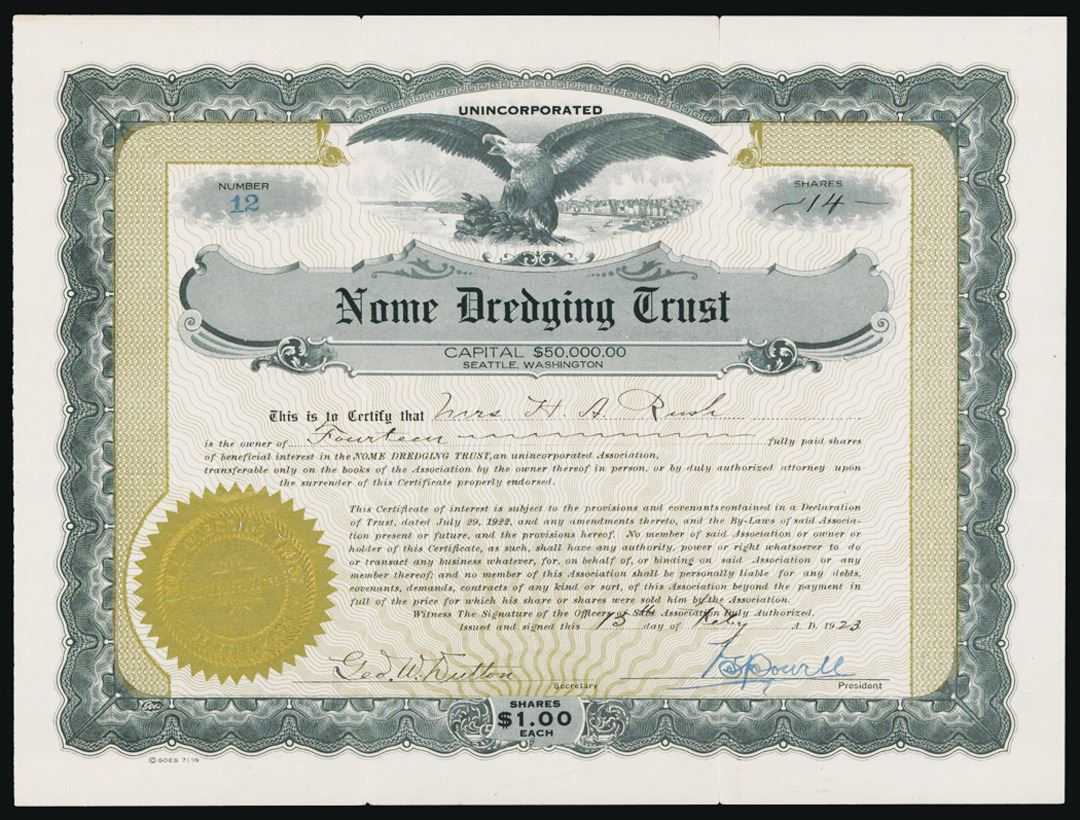 UNINCORPORATED
NUMBER
12
SHARES
14
Nome Dredging Trust
CAPITAL $50,000.00
SEATTLE, WASHINGTON
This is to Certify that Mrs H. A. Rush
is the owner of Fourteen fully paid shares
of beneficial interest in the NOME DREDGING TRUST, an unincorporated Association,
transferable only on the books of the Association by the owner thereof in person, or by duly authorized attorney upon
the surrender of this Certificate properly endorsed.
This Certificate of interest is subject to the provisions and covenants contained in a Declaration
of Trust, dated July 29, 1922, and any amendments thereto, and the By-Laws of said Associa-
tion present or future, and the provisions hereof. No member of said Association or owner or
holder of this Certificate, as such, shall have any authority, power or right whatsoever to do
or transact any business whatever, for, on behalf of, or binding on said Association or any
member thereof; and no member of this Association shall be personally liable for any debts,
covenants, demands, contracts of any kind or sort, of this Association beyond the payment in
full of the price for which his share or shares were sold him by the Association.
Witness The Signature of the Officers of Said Association Duly Authorized.
Issued and signed this 13th day of Feby A. D. 1923
Geo. W. Dutton Secretary
Powell President
SHARES
$1.00
EACH
Goes
© GOES 71½